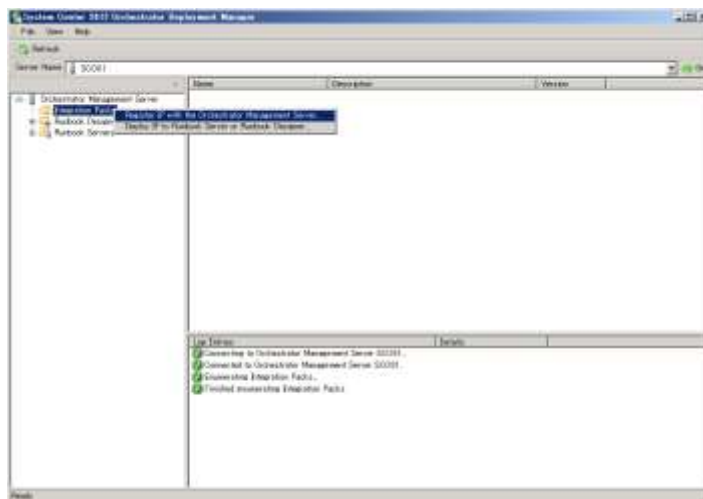 System Center 2012 Orchestrator Deployment Manager
File View Help
Refresh
Server Name
Name Description Version
Orchestrator Management Server
Integration Packs
Register IP with the Orchestrator Management Server...
Runbook Designers
Deploy IP to Runbook Server or Runbook Designer...
Runbook Servers
Log Entries Details
Connecting to Orchestrator Management Server
Connected to Orchestrator Management Server
Enumerating Integration Packs...
Finished enumerating Integration Packs
Ready